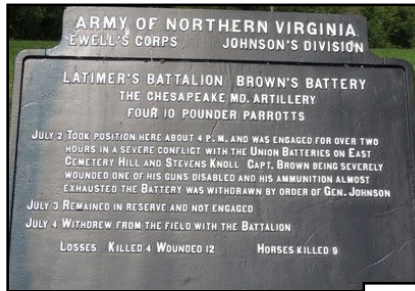 ARMY OF NORTHERN VIRGINIA
EWELL'S CORPS JOHNSON'S DIVISION
LATIMER'S BATTALION BROWN'S BATTERY
THE CHESAPEAKE MD. ARTILLERY
FOUR 10 POUNDER PARROTTS
JULY 2 TOOK POSITION HERE ABOUT 4 P.M. AND WAS ENGAGED FOR OVER TWO
HOURS IN A SEVERE CONFLICT WITH THE UNION BATTERIES ON EAST
CEMETERY HILL AND STEVENS KNOLL CAPT. BROWN BEING SEVERELY
WOUNDED ONE OF HIS GUNS DISABLED AND HIS AMMUNITION ALMOST
EXHAUSTED THE BATTERY WAS WITHDRAWN BY ORDER OF GEN. JOHNSON
JULY 3 REMAINED IN RESERVE AND NOT ENGAGED
JULY 4 WITHDREW FROM THE FIELD WITH THE BATTALION
LOSSES KILLED 4 WOUNDED 12 HORSES KILLED 9